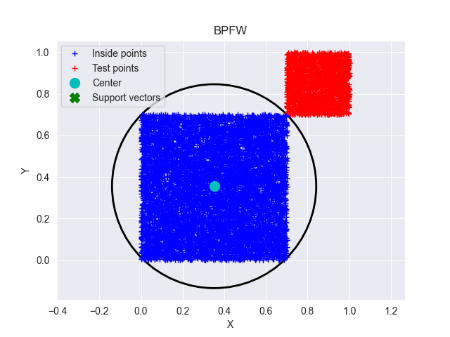 BPFW
Inside points
Test points
Center
Support vectors
1.0
0.8
0.6
0.4
0.2
0.0
Y
−0.4 −0.2 0.0 0.2 0.4 0.6 0.8 1.0 1.2
X